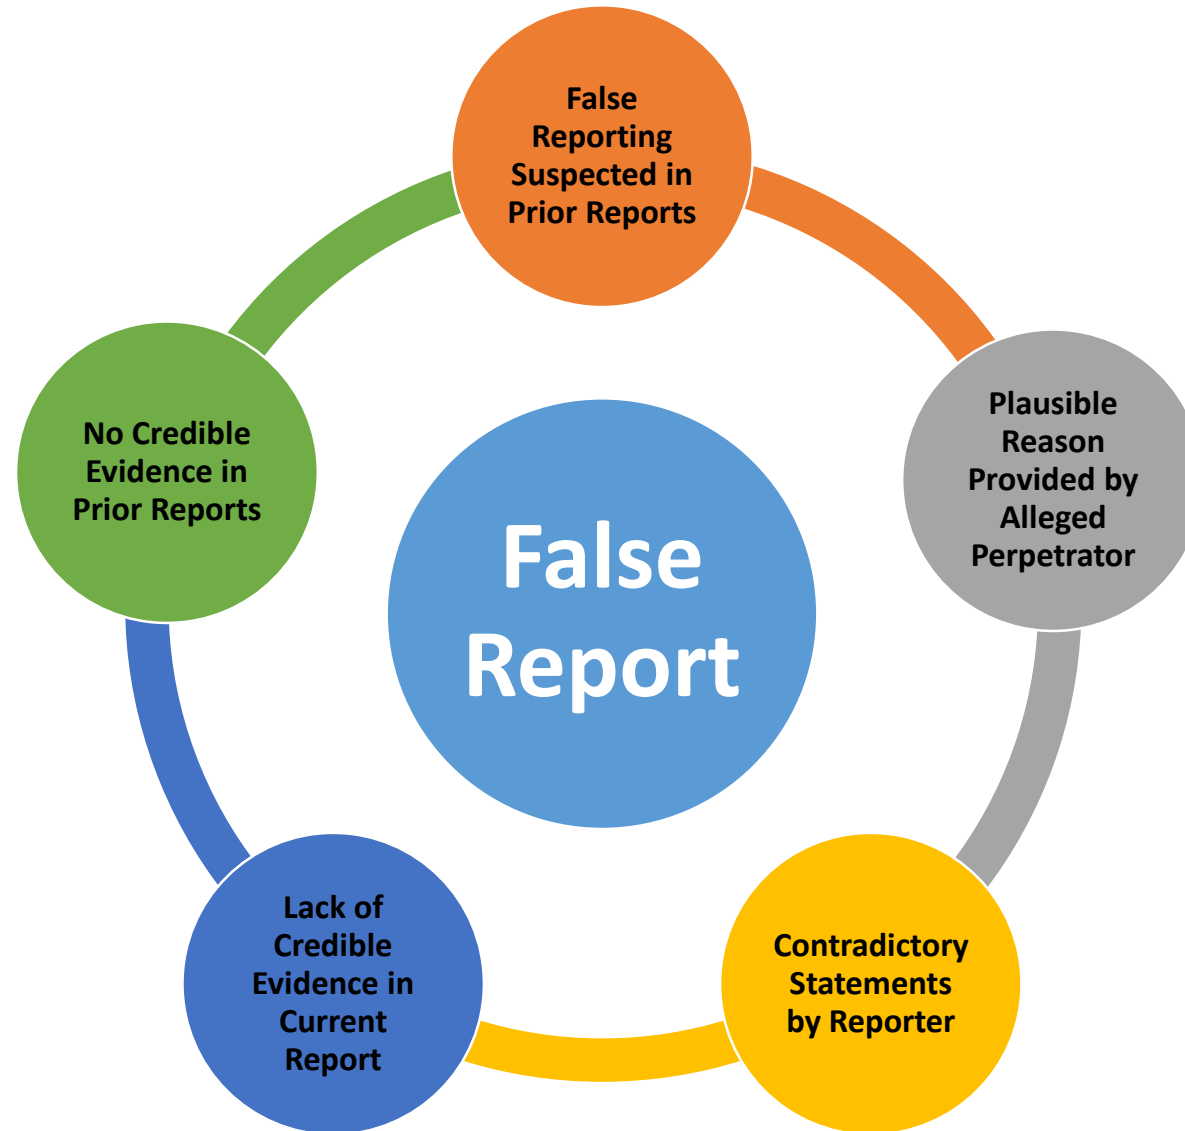 False
Reporting
Suspected in
Prior Reports
Plausible
Reason
Provided by
Alleged
Perpetrator
Contradictory
Statements
by Reporter
Lack of
Credible
Evidence in
Current
Report
No Credible
Evidence in
Prior Reports
False
Report